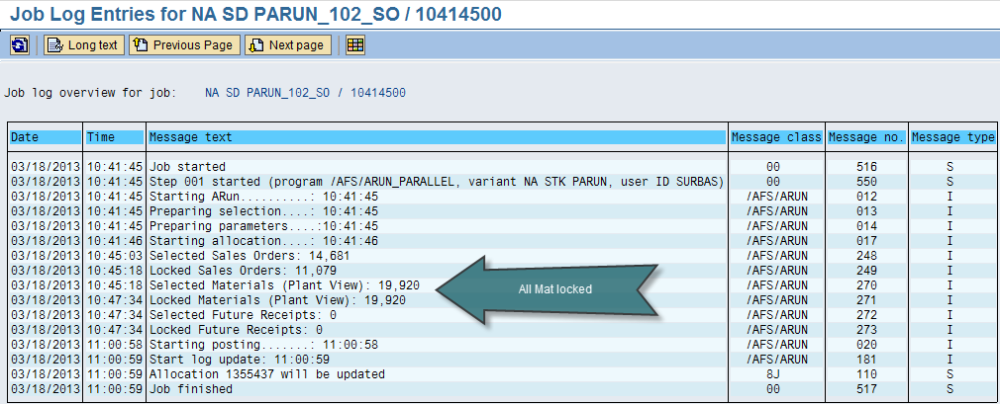 Job Log Entries for NA SD PARUN_102_SO / 10414500
Long text Previous Page Next page
Job log overview for job: NA SD PARUN_102_SO / 10414500
Date Time Message text Message class Message no. Message type
03/18/2013 10:41:45 Job started 00 516 S
03/18/2013 10:41:45 Step 001 started (program /AFS/ARUN_PARALLEL, variant NA STK PARUN, user ID SURBAS) 00 550 S
03/18/2013 10:41:45 Starting ARun..........: 10:41:45 /AFS/ARUN 012 I
03/18/2013 10:41:45 Preparing selection....: 10:41:45 /AFS/ARUN 013 I
03/18/2013 10:41:45 Preparing parameters....:10:41:45 /AFS/ARUN 014 I
03/18/2013 10:41:46 Starting allocation....: 10:41:46 /AFS/ARUN 017 I
03/18/2013 10:45:03 Selected Sales Orders: 14,681 /AFS/ARUN 248 I
03/18/2013 10:45:18 Locked Sales Orders: 11,079 /AFS/ARUN 249 I
03/18/2013 10:45:18 Selected Materials (Plant View): 19,920 /AFS/ARUN 270 I
All Mat locked
03/18/2013 10:47:34 Locked Materials (Plant View): 19,920 /AFS/ARUN 271 I
03/18/2013 10:47:34 Selected Future Receipts: 0 /AFS/ARUN 272 I
03/18/2013 10:47:34 Locked Future Receipts: 0 /AFS/ARUN 273 I
03/18/2013 11:00:58 Starting posting.......: 11:00:58 /AFS/ARUN 020 I
03/18/2013 11:00:59 Start log update: 11:00:59 /AFS/ARUN 181 I
03/18/2013 11:00:59 Allocation 1355437 will be updated 8J 110 S
03/18/2013 11:00:59 Job finished 00 517 S